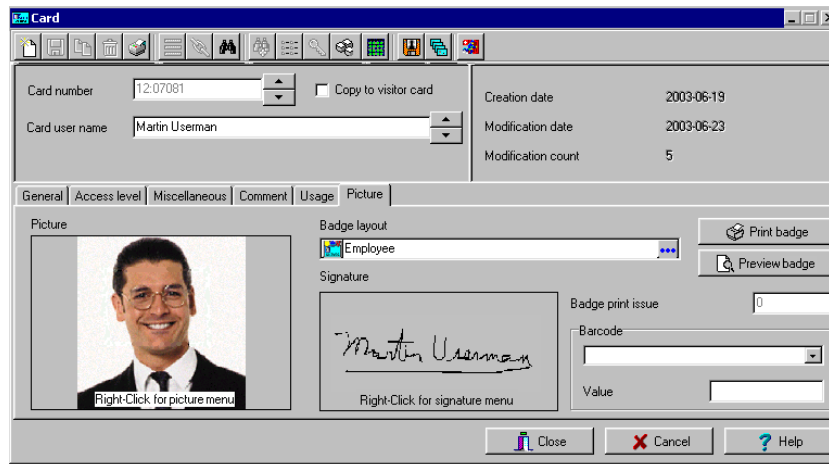 Card
Card number
12:07081
Copy to visitor card
Card user name
Martin Userman
Creation date
2003-06-19
Modification date
2003-06-23
Modification count
5
General
Access level
Miscellaneous
Comment
Usage
Picture
Picture
Right-Click for picture menu
Badge layout
Employee
Signature
Martin Userman
Right-Click for signature menu
Print badge
Preview badge
Badge print issue
0
Barcode
Value
Close
Cancel
Help